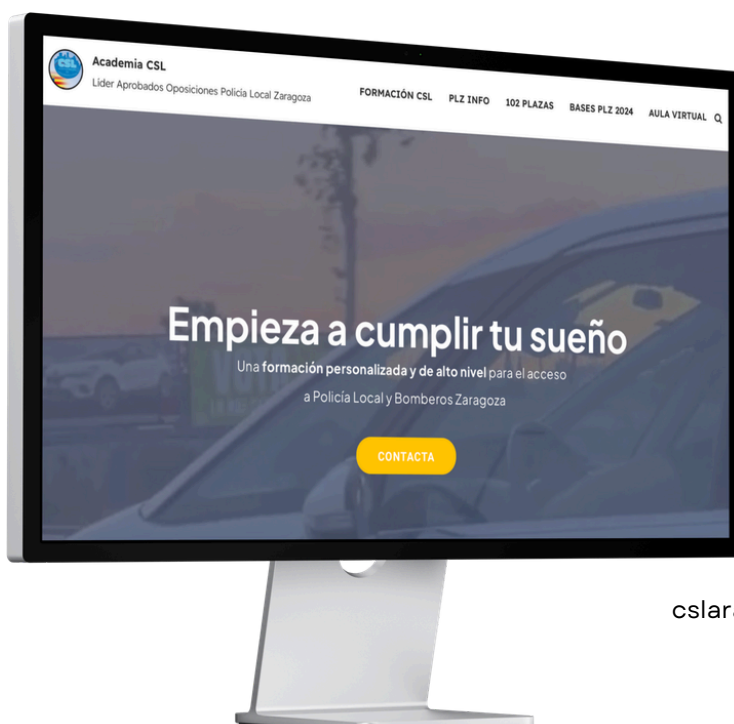 CSL
Academia CSL
Líder Aprobados Oposiciones Policía Local Zaragoza
FORMACIÓN CSL PLZ INFO 102 PLAZAS BASES PLZ 2024 AULA VIRTUAL
Empieza a cumplir tu sueño
Una formación personalizada y de alto nivel para el acceso
a Policía Local y Bomberos Zaragoza
CONTACTA